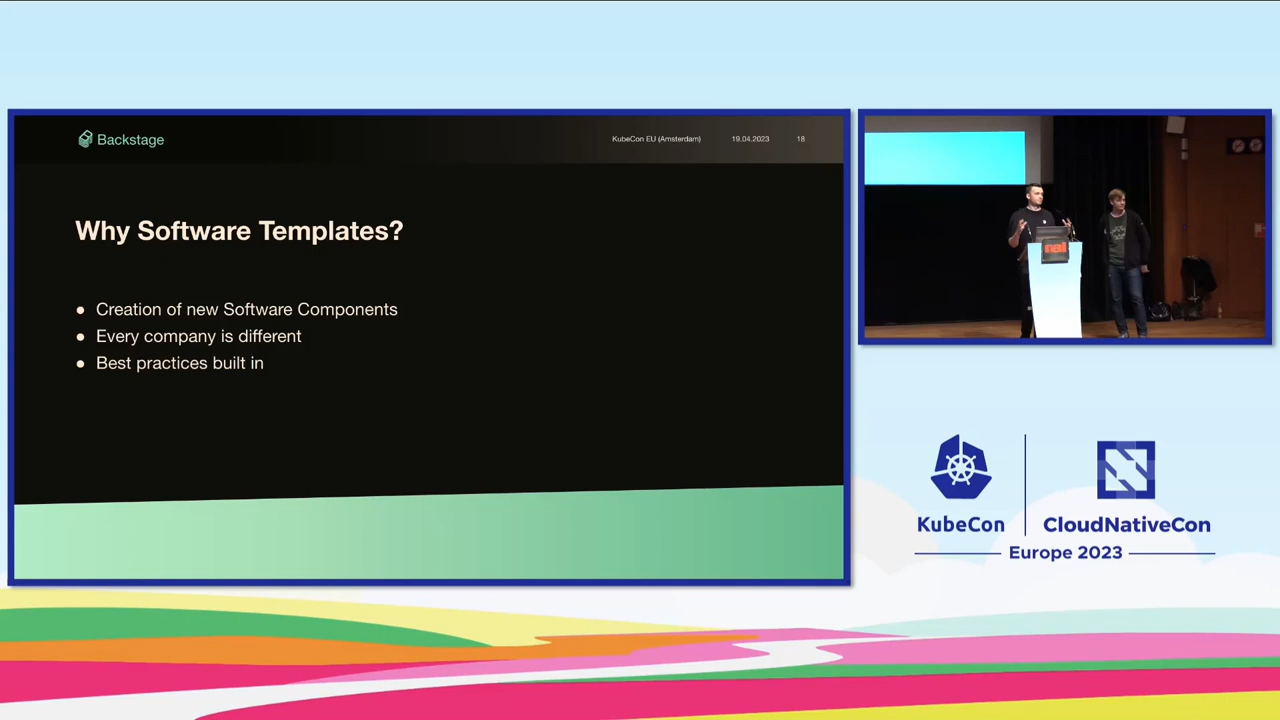 Backstage
KubeCon EU (Amsterdam) 19.04.2023 18
Why Software Templates?
● Creation of new Software Components
● Every company is different
● Best practices built in
rai
KubeCon
CloudNativeCon
Europe 2023